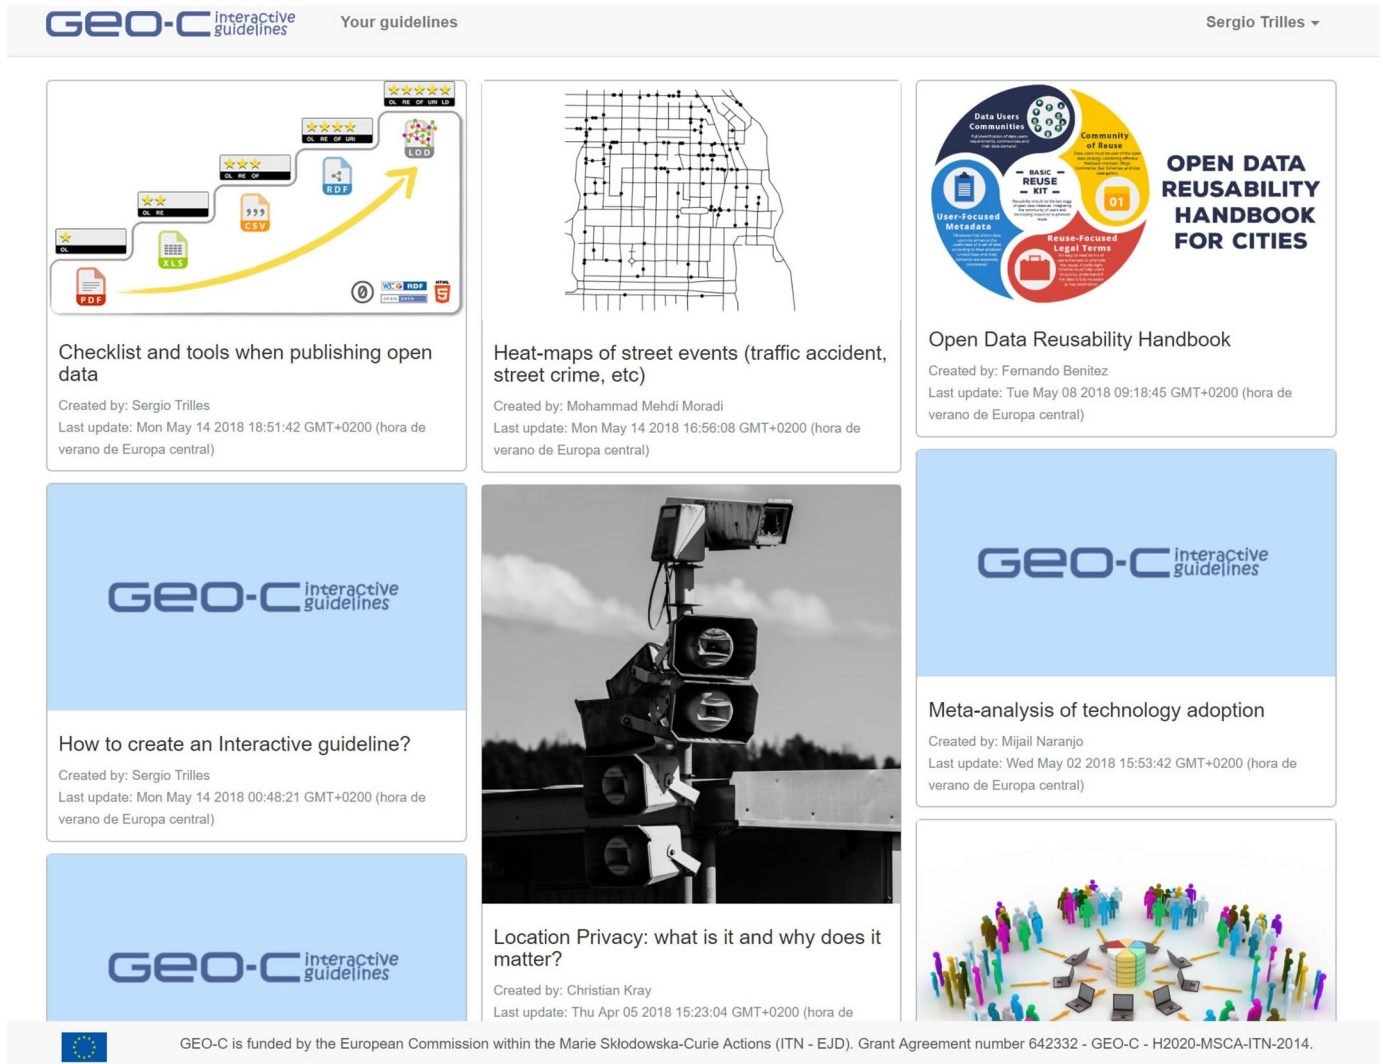 GEO-C interactive guidelines
Your guidelines
Sergio Trilles
OL RE OF URI LD
OL RE OF URI
LOD
OL RE OF
RDF
OL RE
CSV
OL
XLS
PDF
W3C RDF
OPEN DATA
HTML
5
Checklist and tools when publishing open
data
Created by: Sergio Trilles
Last update: Mon May 14 2018 18:51:42 GMT+0200 (hora de
verano de Europa central)
Heat-maps of street events (traffic accident,
street crime, etc)
Created by: Mohammad Mehdi Moradi
Last update: Mon May 14 2018 16:56:08 GMT+0200 (hora de
verano de Europa central)
Data Users
Communities
Community
of Reuse
BASIC
REUSE
KIT
01
User-Focused
Metadata
Reuse-Focused
Legal Terms
OPEN DATA
REUSABILITY
HANDBOOK
FOR CITIES
Open Data Reusability Handbook
Created by: Fernando Benitez
Last update: Tue May 08 2018 09:18:45 GMT+0200 (hora de
verano de Europa central)
GEO-C interactive guidelines
How to create an Interactive guideline?
Created by: Sergio Trilles
Last update: Mon May 14 2018 00:48:21 GMT+0200 (hora de
verano de Europa central)
GEO-C interactive guidelines
Location Privacy: what is it and why does it
matter?
Created by: Christian Kray
Last update: Thu Apr 05 2018 15:23:04 GMT+0200 (hora de
GEO-C interactive guidelines
Meta-analysis of technology adoption
Created by: Mijail Naranjo
Last update: Wed May 02 2018 15:53:42 GMT+0200 (hora de
verano de Europa central)
GEO-C is funded by the European Commission within the Marie Skłodowska-Curie Actions (ITN - EJD). Grant Agreement number 642332 - GEO-C - H2020-MSCA-ITN-2014.